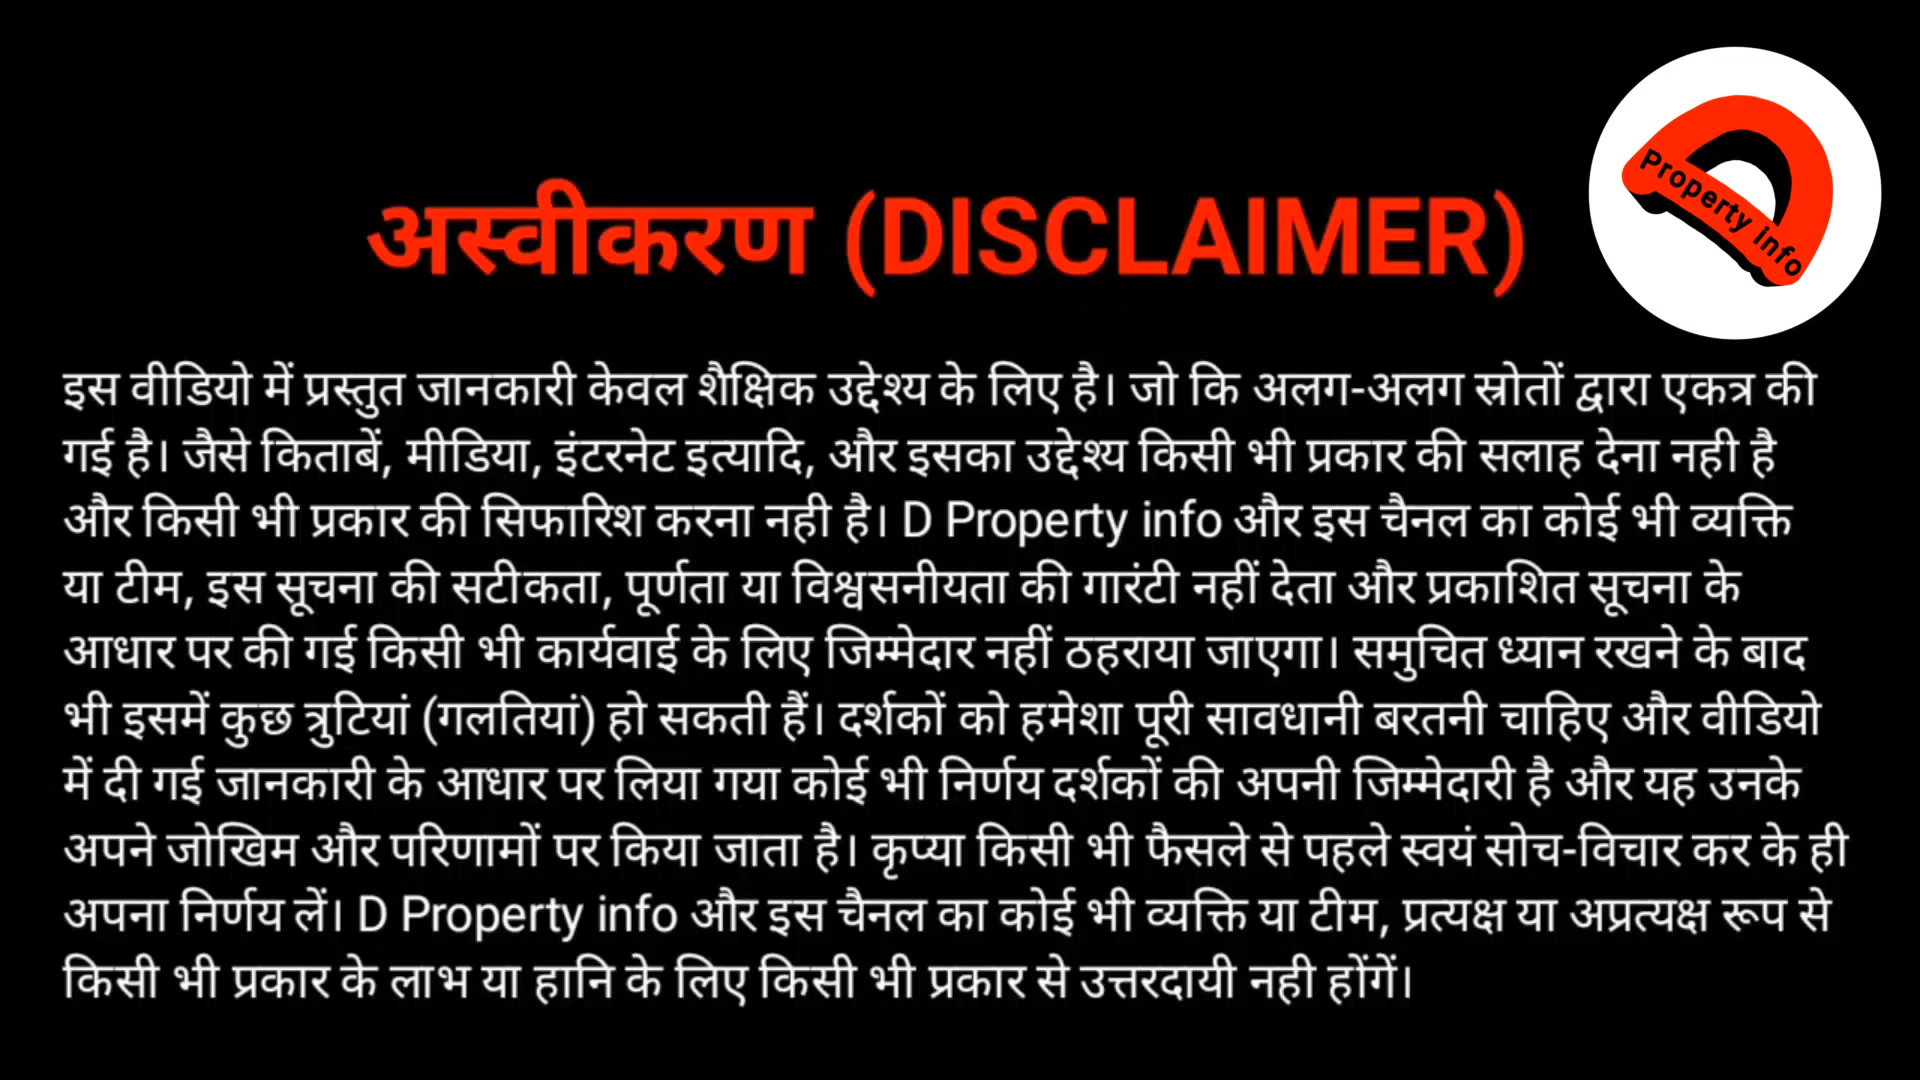 Property info
अस्वीकरण (DISCLAIMER)
इस वीडियो में प्रस्तुत जानकारी केवल शैक्षिक उद्देश्य के लिए है। जो कि अलग-अलग स्रोतों द्वारा एकत्र की
गई है। जैसे किताबें, मीडिया, इंटरनेट इत्यादि, और इसका उद्देश्य किसी भी प्रकार की सलाह देना नही है
और किसी भी प्रकार की सिफारिश करना नही है। D Property info और इस चैनल का कोई भी व्यक्ति
या टीम, इस सूचना की सटीकता, पूर्णता या विश्वसनीयता की गारंटी नहीं देता और प्रकाशित सूचना के
आधार पर की गई किसी भी कार्यवाई के लिए जिम्मेदार नहीं ठहराया जाएगा। समुचित ध्यान रखने के बाद
भी इसमें कुछ त्रुटियां (गलतियां) हो सकती हैं। दर्शकों को हमेशा पूरी सावधानी बरतनी चाहिए और वीडियो
में दी गई जानकारी के आधार पर लिया गया कोई भी निर्णय दर्शकों की अपनी जिम्मेदारी है और यह उनके
अपने जोखिम और परिणामों पर किया जाता है। कृप्या किसी भी फैसले से पहले स्वयं सोच-विचार कर के ही
अपना निर्णय लें। D Property info और इस चैनल का कोई भी व्यक्ति या टीम, प्रत्यक्ष या अप्रत्यक्ष रूप से
किसी भी प्रकार के लाभ या हानि के लिए किसी भी प्रकार से उत्तरदायी नही होंगें।